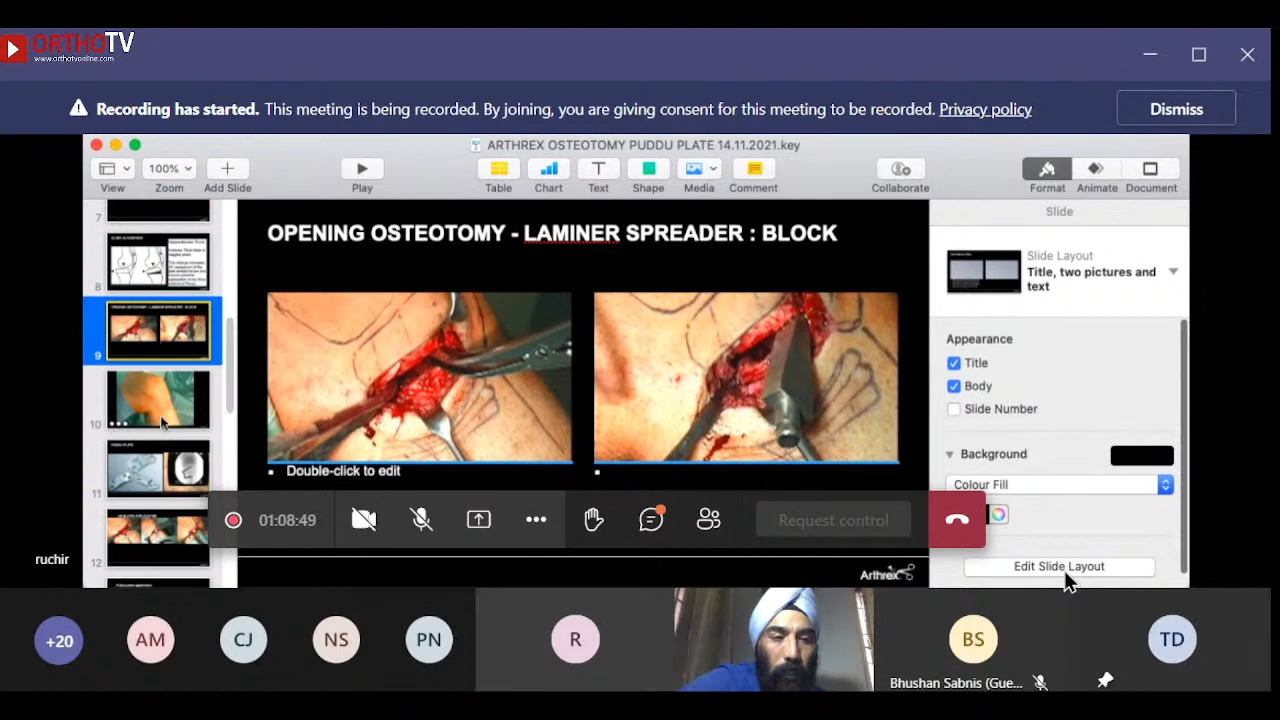 ORTHOTV
www.orthotvonline.com
Recording has started. This meeting is being recorded. By joining, you are giving consent for this meeting to be recorded. Privacy policy
Dismiss
ARTHREX OSTEOTOMY PUDDU PLATE 14.11.2021.key
100%
View
Zoom
Add Slide
Play
Table
Chart
Text
Shape
Media
Comment
Collaborate
Format
Animate
Document
7
8
9
10
11
12
OPENING OSTEOTOMY - LAMINER SPREADER : BLOCK
Double-click to edit
Arthrex
Slide
Slide Layout
Title, two pictures and
text
Appearance
Title
Body
Slide Number
Background
Colour Fill
Edit Slide Layout
01:08:49
Request control
ruchir
+20
AM
CJ
NS
PN
R
BS
TD
Bhushan Sabnis (Gue...